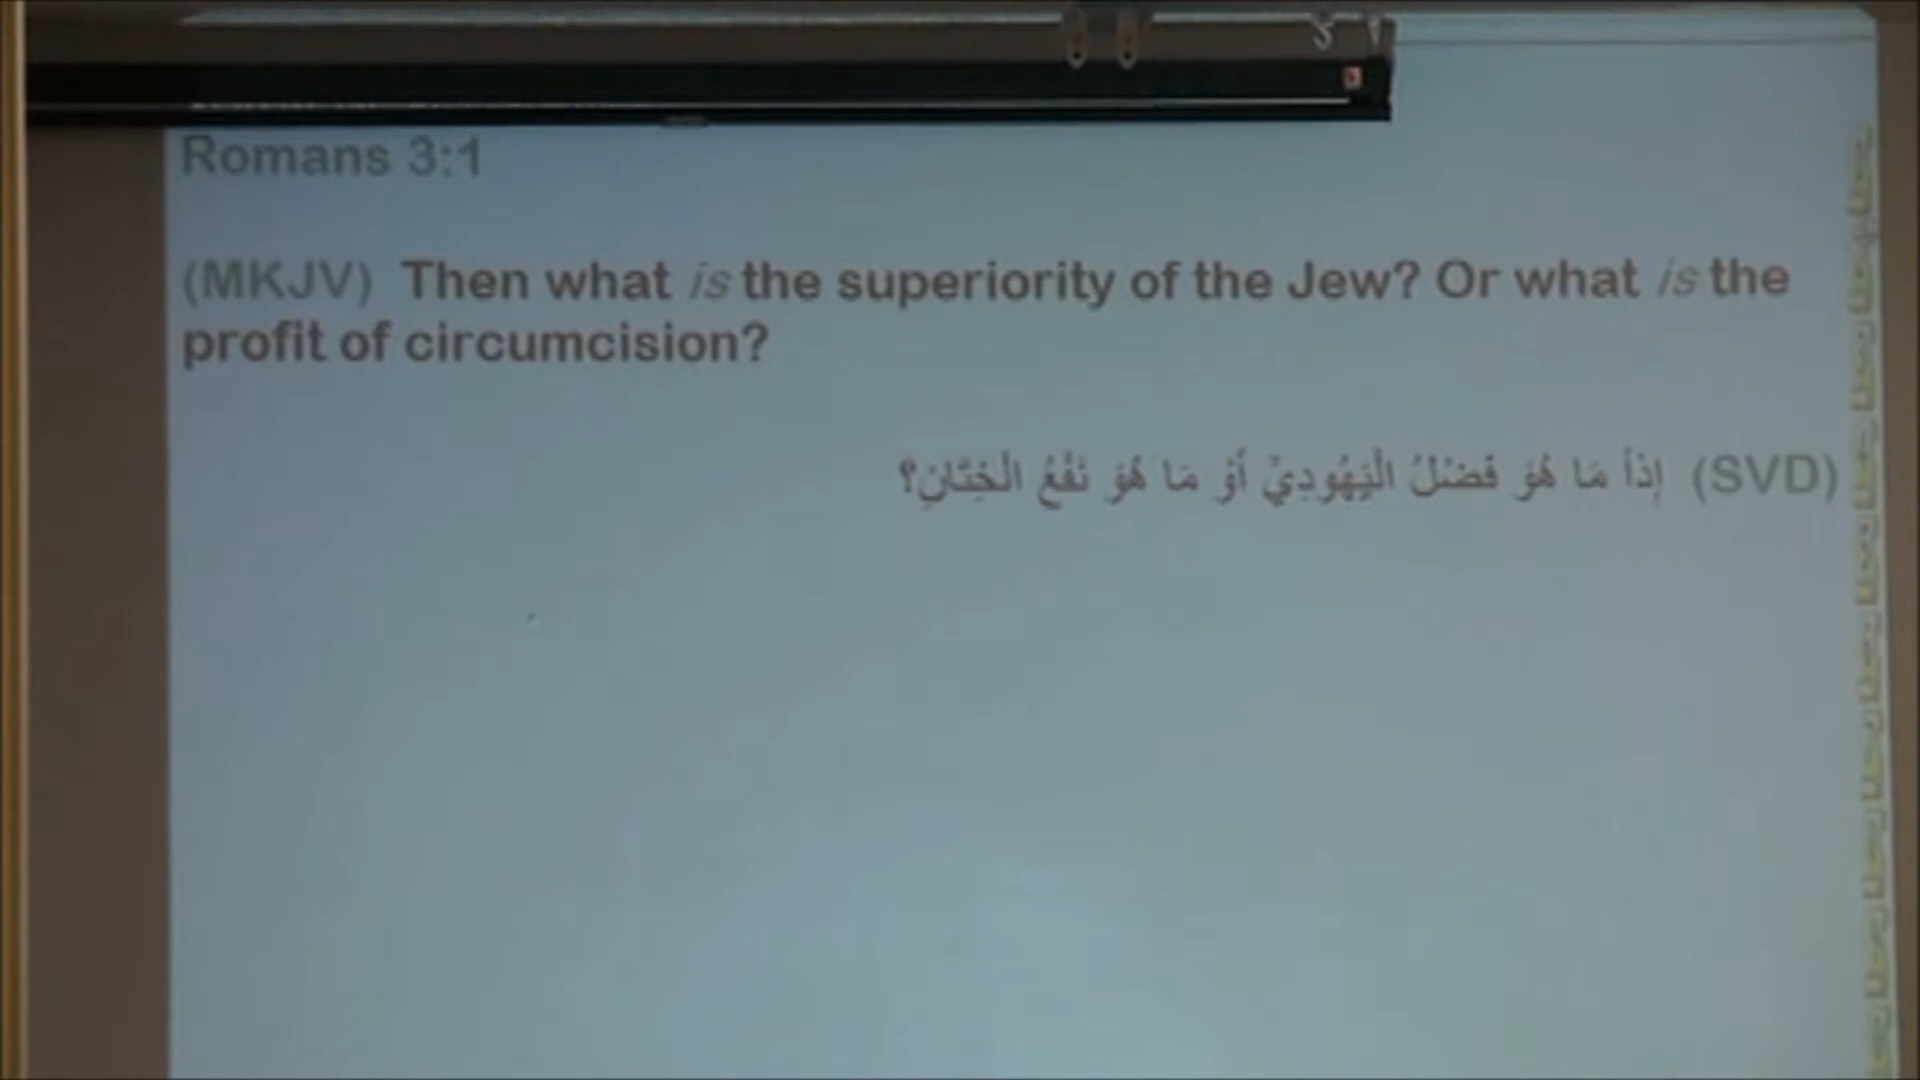 Romans 3:1
(MKJV) Then what is the superiority of the Jew? Or what is the
profit of circumcision?
(SVD) إِذاً مَا هُوَ فَضْلُ الْيَهُودِيِّ أَوْ مَا هُوَ نَفْعُ الْخِتَانِ؟